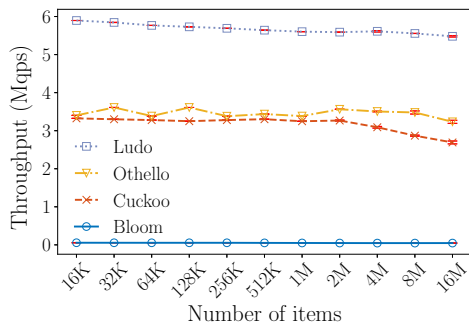 Throughput (Mqps)
6
5
4
3
2
1
0
Ludo
Othello
Cuckoo
Bloom
16K 32K 64K 128K 256K 512K 1M 2M 4M 8M 16M
Number of items